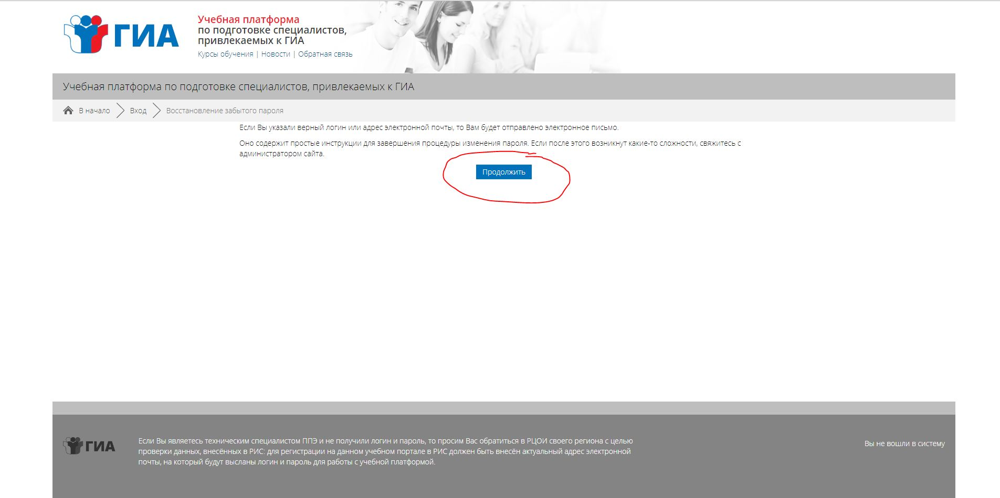 ГИА
Учебная платформа
по подготовке специалистов,
привлекаемых к ГИА
Курсы обучения | Новости | Обратная связь
Учебная платформа по подготовке специалистов, привлекаемых к ГИА
В начало Вход Восстановление забытого пароля
Если Вы указали верный логин или адрес электронной почты, то Вам будет отправлено электронное письмо.
Оно содержит простые инструкции для завершения процедуры изменения пароля. Если после этого возникнут какие-то сложности, свяжитесь с
администратором сайта.
Продолжить
ГИА
Если Вы являетесь техническим специалистом ППЭ и не получили логин и пароль, то просим Вас обратиться в РЦОИ своего региона с целью
проверки данных, внесённых в РИС: для регистрации на данном учебном портале в РИС должен быть внесён актуальный адрес электронной
почты, на который будут высланы логин и пароль для работы с учебной платформой.
Вы не вошли в систему